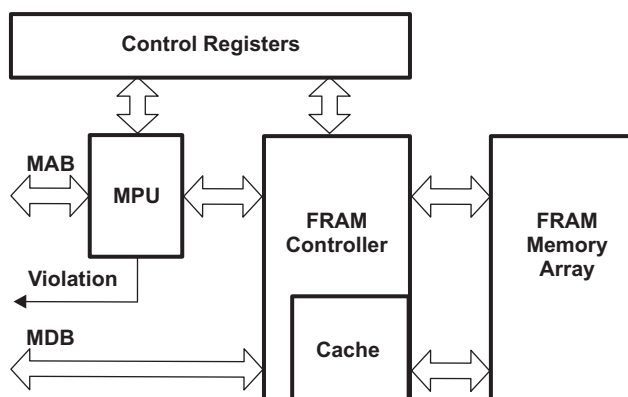 Control Registers
MAB
MPU
FRAM
Controller
FRAM
Memory
Array
Violation
MDB
Cache